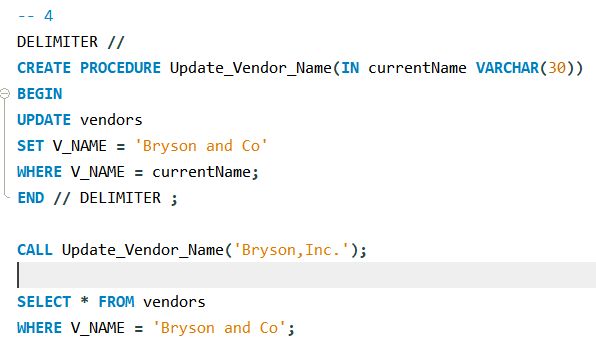 -- 4
DELIMITER //
CREATE PROCEDURE Update_Vendor_Name(IN currentName VARCHAR(30))
BEGIN
UPDATE vendors
SET V_NAME = 'Bryson and Co'
WHERE V_NAME = currentName;
END // DELIMITER ;
CALL Update_Vendor_Name('Bryson,Inc.');
SELECT * FROM vendors
WHERE V_NAME = 'Bryson and Co';